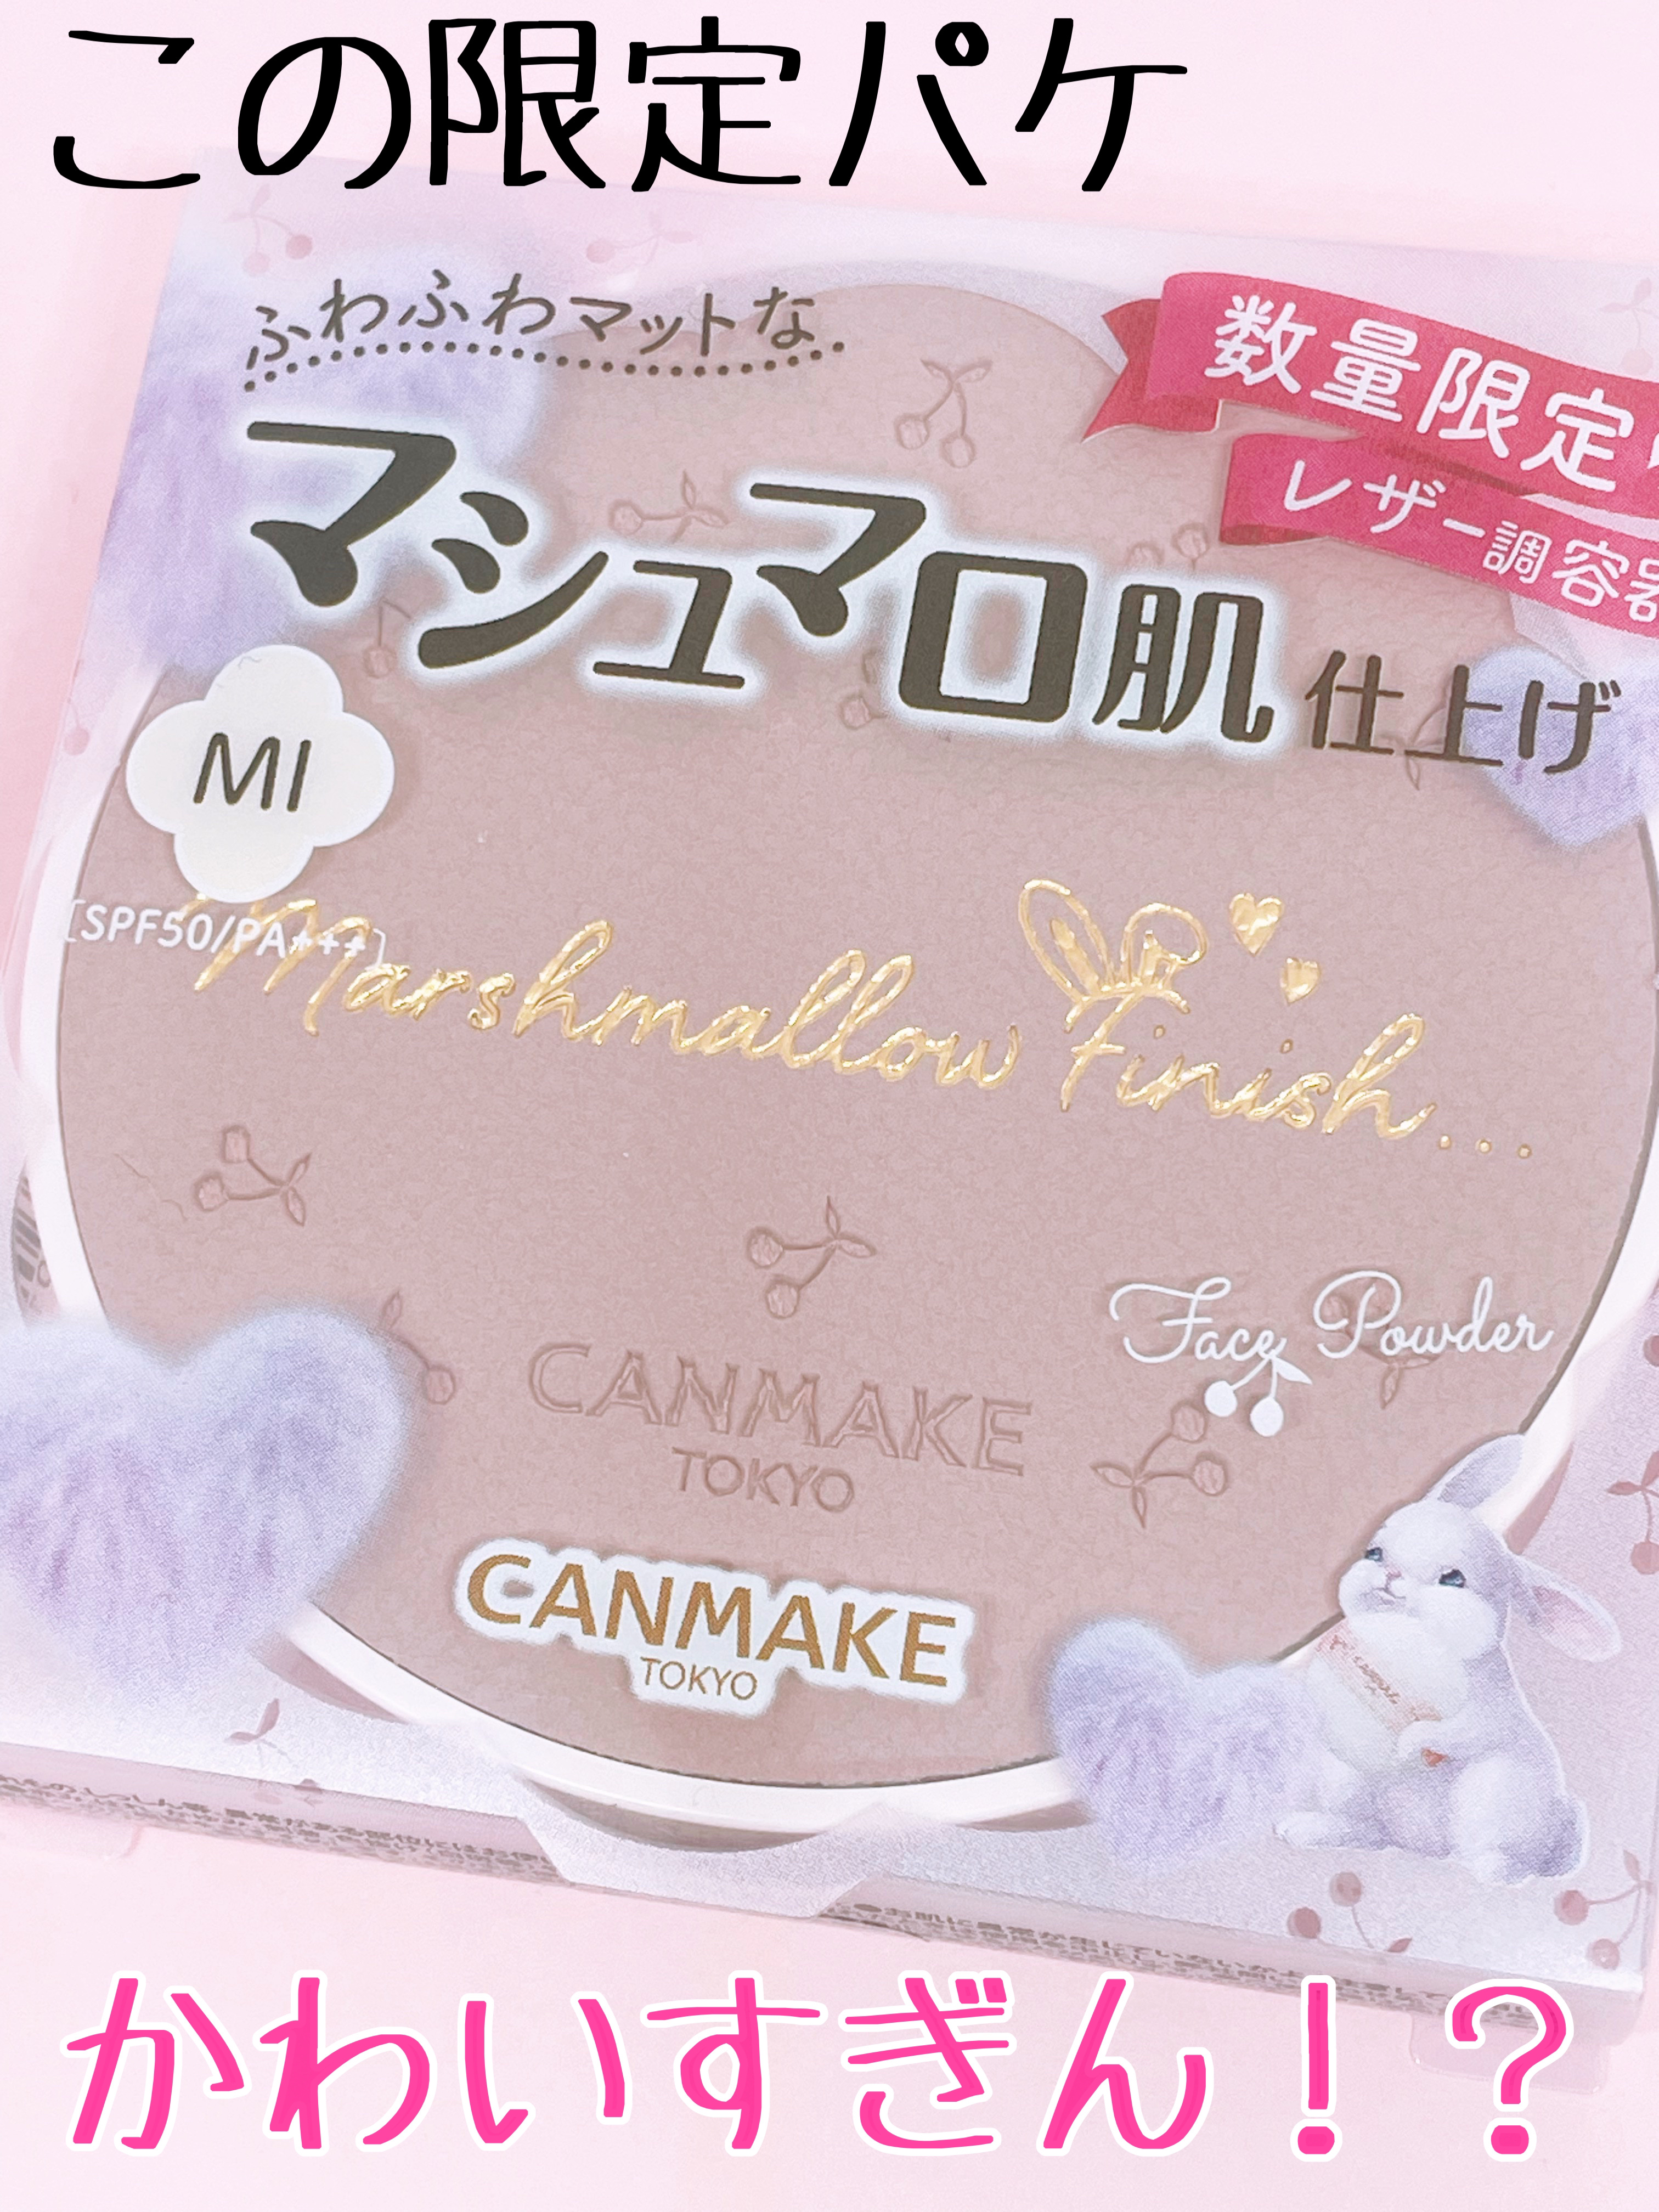 この限定パケ
ふわふわマットな
数量限定
レザー調容器
マシュマロ肌 仕上げ
MI
[SPF50/PA+++]
Marshmallow Finish...
Face Powder
CANMAKE
TOKYO
CANMAKE
TOKYO
かわいすぎん！？